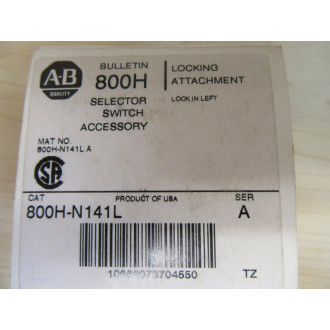 A-B
QUALITY
BULLETIN
800H
SELECTOR
SWITCH
ACCESSORY
LOCKING
ATTACHMENT
LOCK IN LEFT
MAT NO.
800H-N141L A
SA
CAT
PRODUCT OF USA
SER
800H-N141L
A
10662073704550
TZ